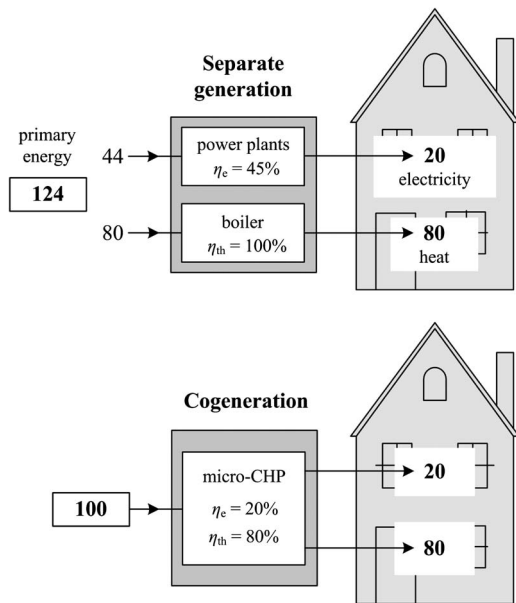 Separate
generation
primary
energy
124
44
power plants
ηe = 45%
20
electricity
80
boiler
ηth = 100%
80
heat
Cogeneration
100
micro-CHP
ηe = 20%
ηth = 80%
20
80